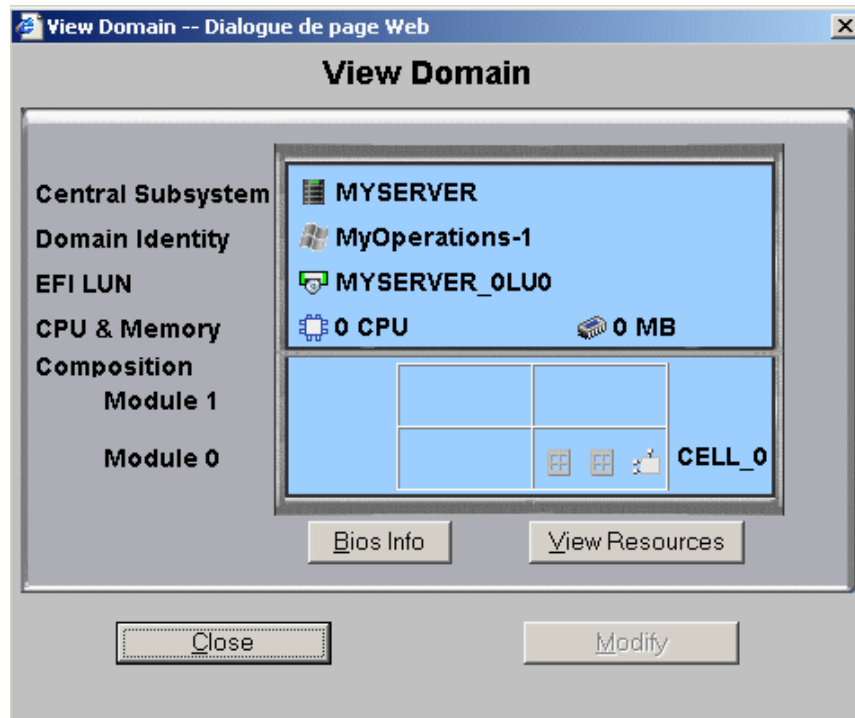 View Domain -- Dialogue de page Web
View Domain
Central Subsystem MYSERVER
Domain Identity MyOperations-1
EFI LUN MYSERVER_0LU0
CPU & Memory 0 CPU 0 MB
Composition
Module 1
Module 0 CELL_0
Bios Info View Resources
Close Modify